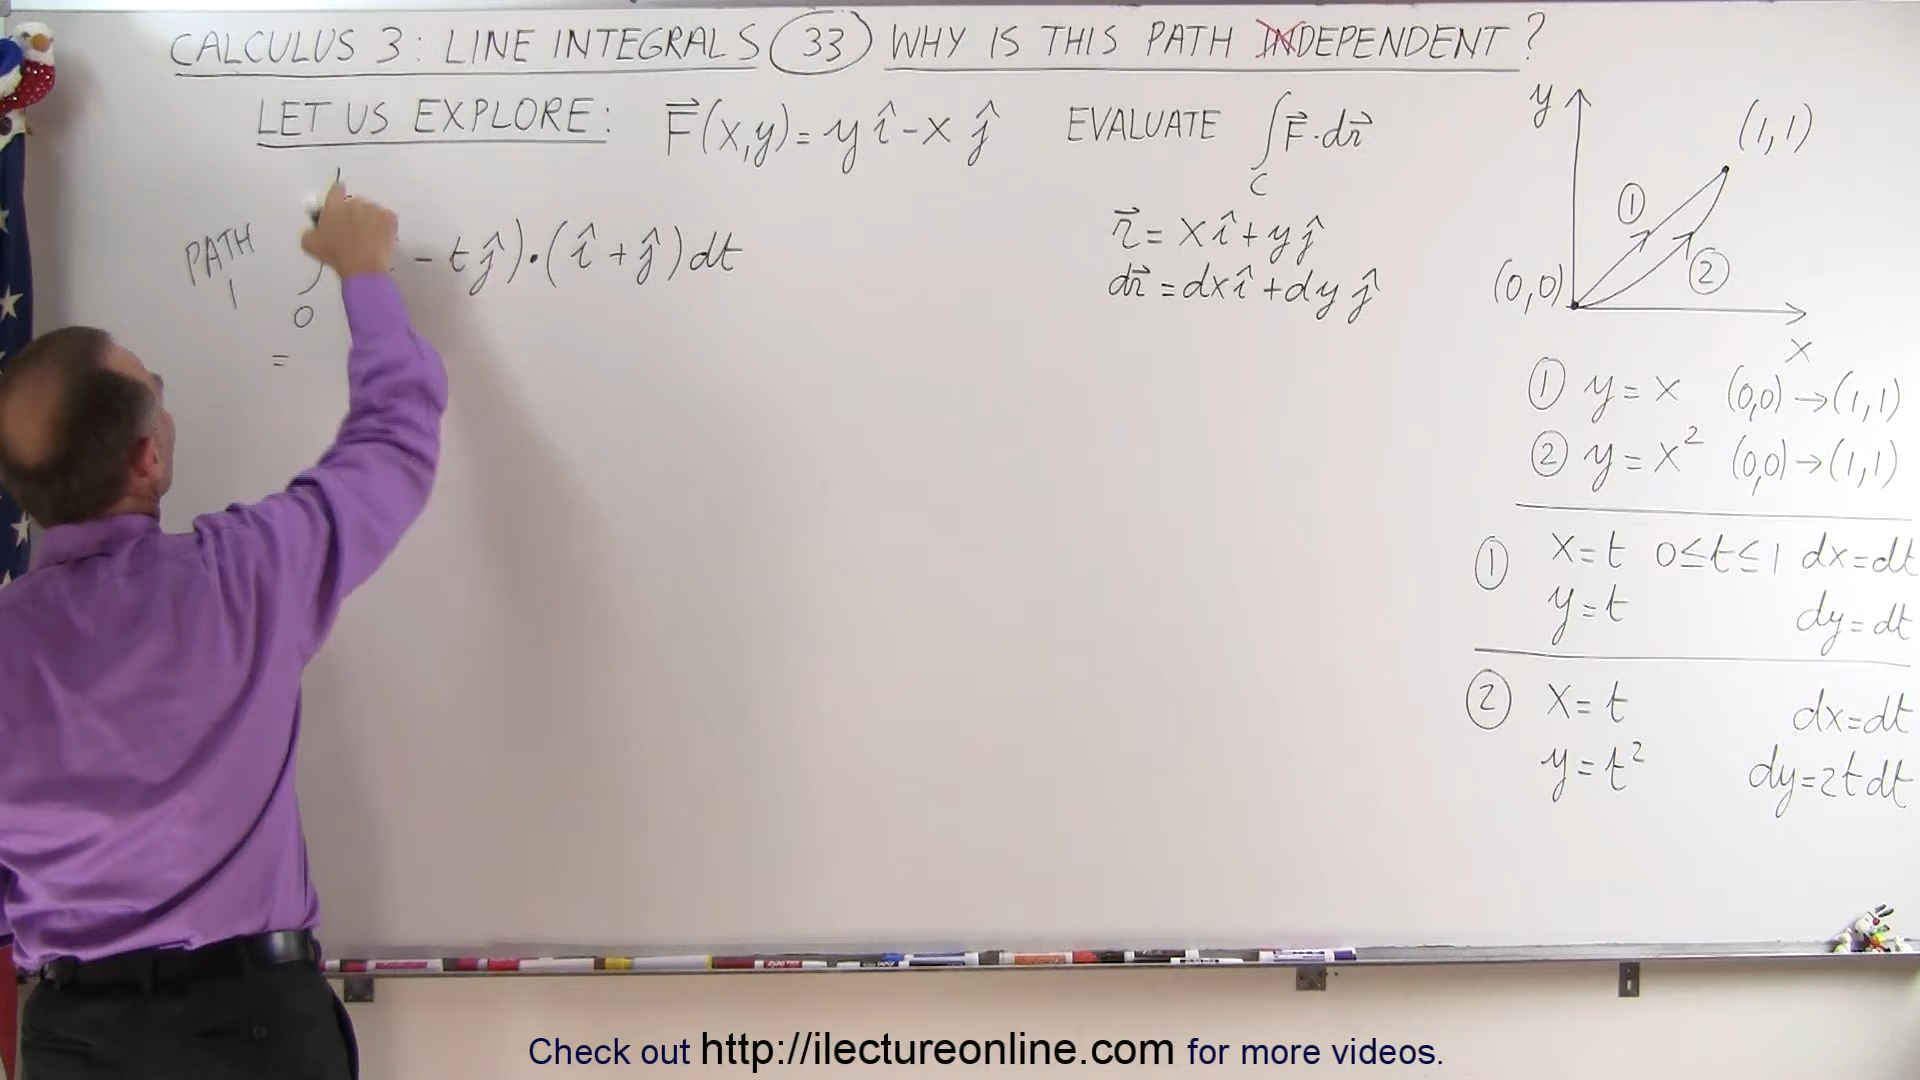 CALCULUS 3: LINE INTEGRALS 33 WHY IS THIS PATH INDEPENDENT?
LET US EXPLORE: F⃗(x,y) = y î - x ĵ EVALUATE ∫ F⃗·dr⃗
C
PATH 1
- t ĵ)·(î + ĵ) dt
0
=
r⃗ = x î + y ĵ
dr⃗ = dx î + dy ĵ
y
(1,1)
①
②
(0,0)
x
① y = x (0,0) → (1,1)
② y = x² (0,0) → (1,1)
① x = t 0 ≤ t ≤ 1 dx = dt
y = t dy = dt
② x = t dx = dt
y = t² dy = 2t dt
Check out http://ilectureonline.com for more videos.